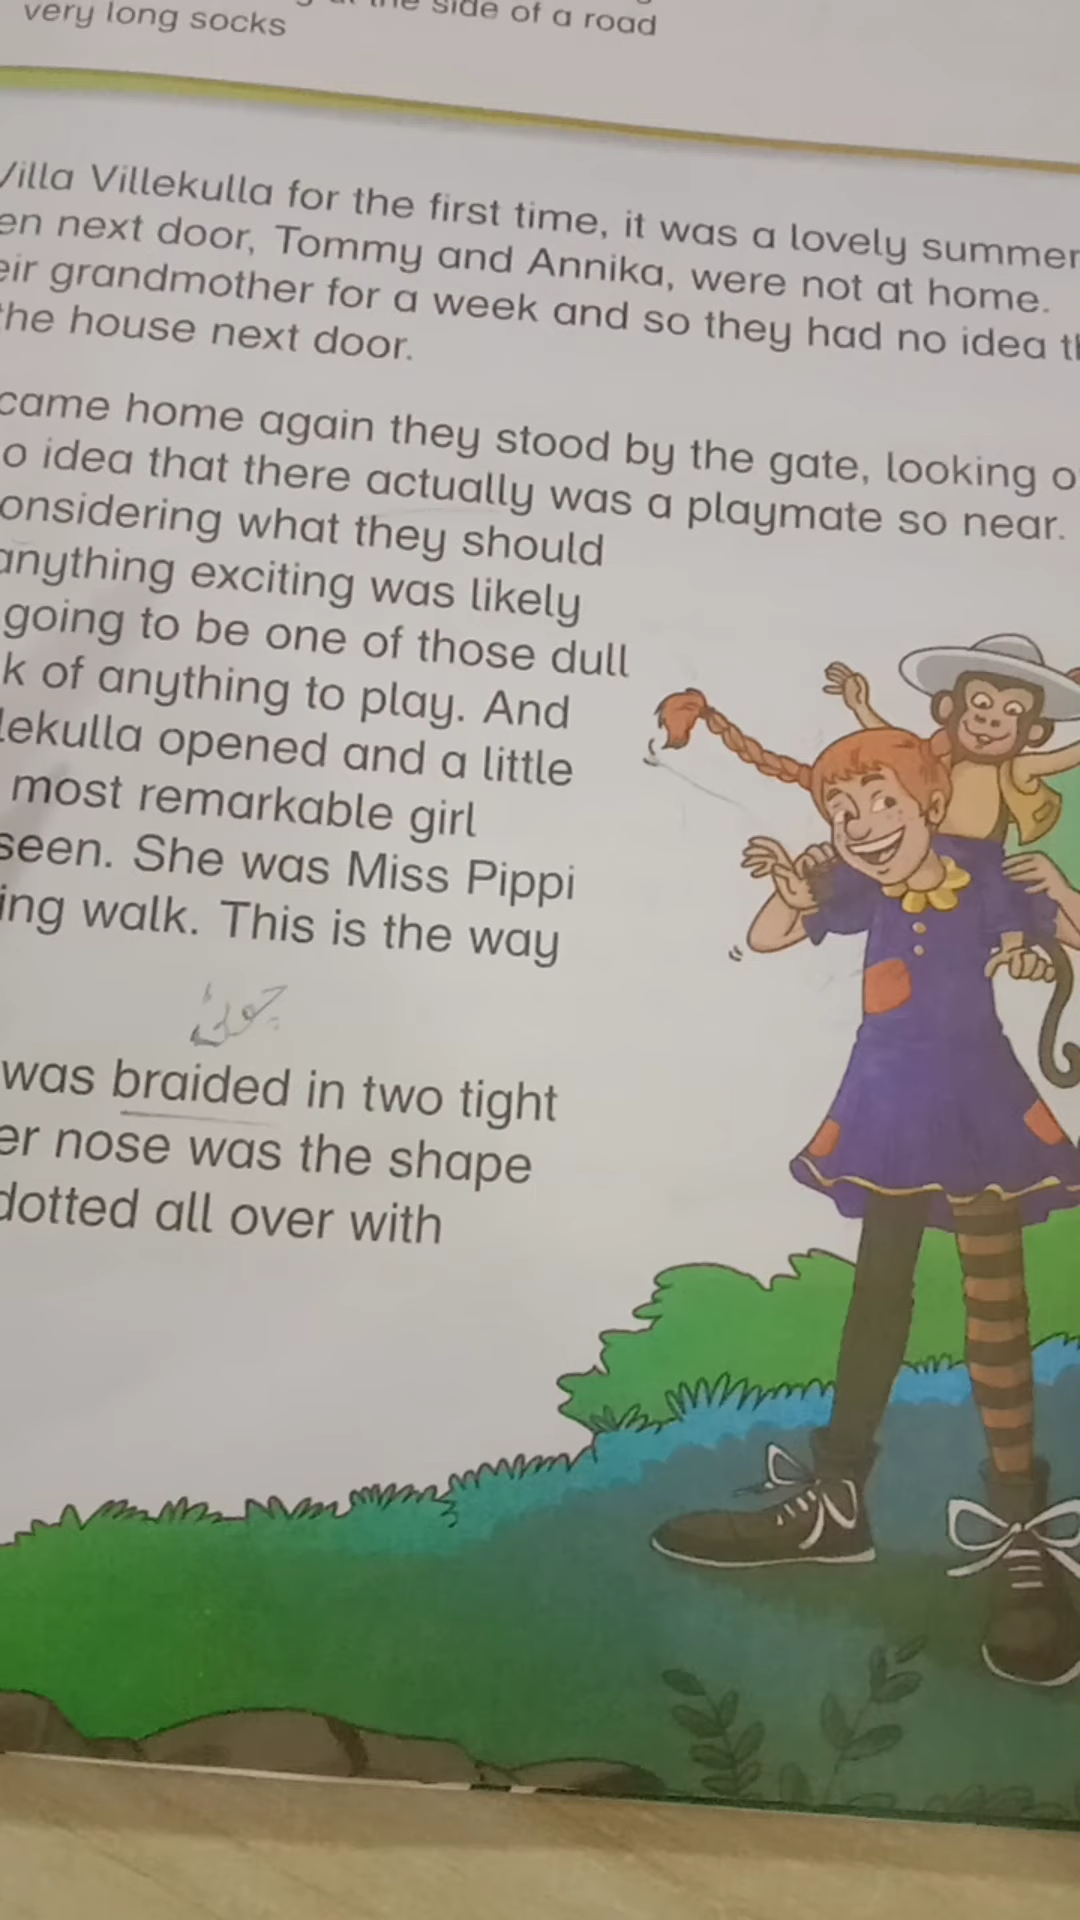 the side of a road
very long socks
Villa Villekulla for the first time, it was a lovely summer
en next door, Tommy and Annika, were not at home.
eir grandmother for a week and so they had no idea th
the house next door.
came home again they stood by the gate, looking o
o idea that there actually was a playmate so near.
onsidering what they should
anything exciting was likely
going to be one of those dull
k of anything to play. And
lekulla opened and a little
most remarkable girl
seen. She was Miss Pippi
ing walk. This is the way
was braided in two tight
er nose was the shape
dotted all over with